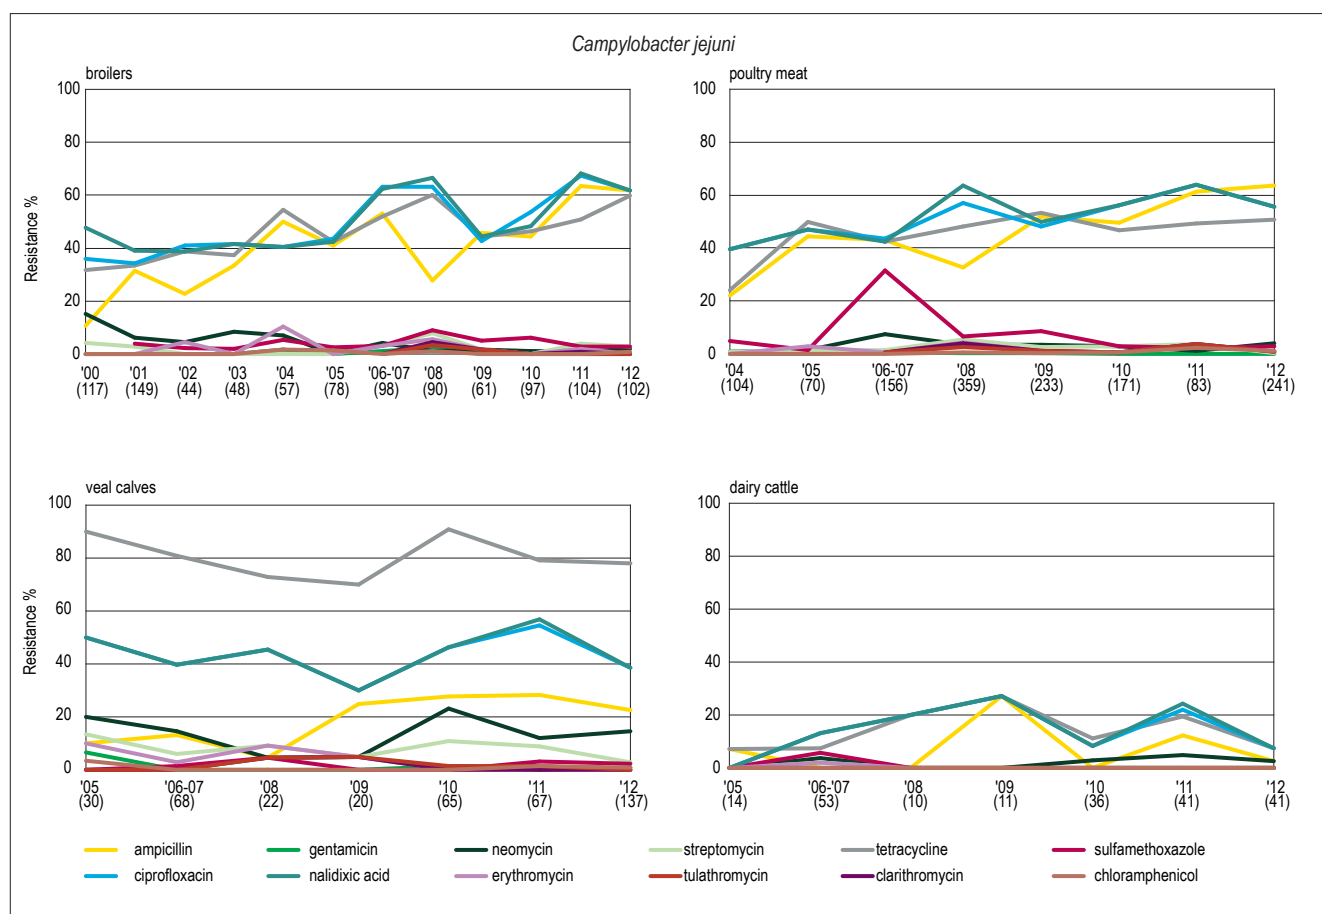 Campylobacter jejuni
broilers
poultry meat
100
80
60
40
20
0
Resistance %
'00 '01 '02 '03 '04 '05 '06-'07 '08 '09 '10 '11 '12
(117) (149) (44) (48) (57) (78) (98) (90) (61) (97) (104) (102)
100
80
60
40
20
0
'04 '05 '06-'07 '08 '09 '10 '11 '12
(104) (70) (156) (359) (233) (171) (83) (241)
veal calves
dairy cattle
100
80
60
40
20
0
Resistance %
'05 '06-'07 '08 '09 '10 '11 '12
(30) (68) (22) (20) (65) (67) (137)
100
80
60
40
20
0
'05 '06-'07 '08 '09 '10 '11 '12
(14) (53) (10) (11) (36) (41) (41)
ampicillin gentamicin neomycin streptomycin tetracycline sulfamethoxazole
ciprofloxacin nalidixic acid erythromycin tulathromycin clarithromycin chloramphenicol